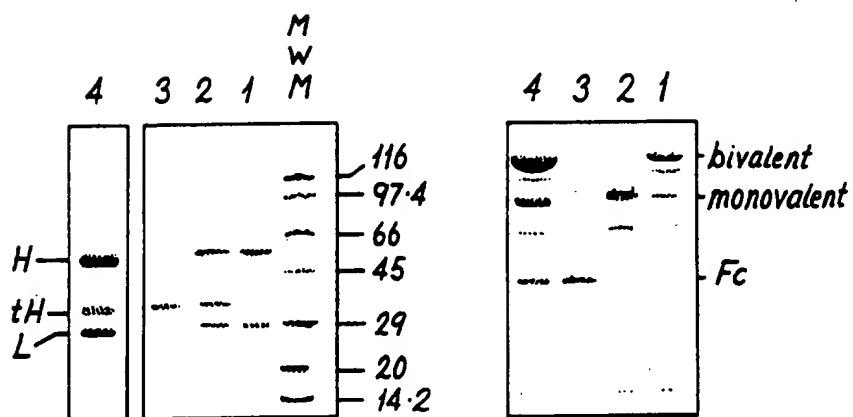 M
W
M
4 3 2 1
116
97·4
66
45
29
20
14·2
H
tH
L
4 3 2 1
bivalent
monovalent
Fc